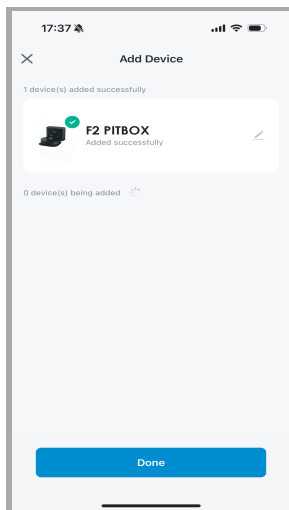 17:37
Add Device
1 device(s) added successfully
F2 PITBOX
Added successfully
0 device(s) being added
Done